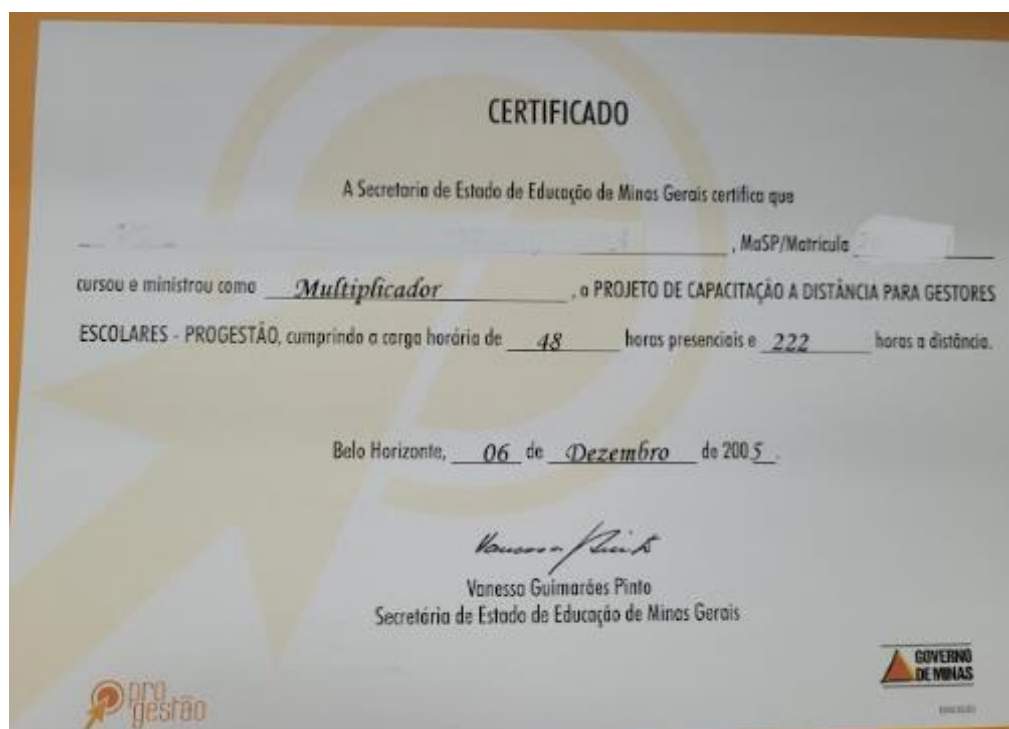 CERTIFICADO
A Secretaria de Estado de Educação de Minas Gerais certifica que
, MaSP/Matrícula
cursou e ministrou como Multiplicador , o PROJETO DE CAPACITAÇÃO A DISTÂNCIA PARA GESTORES
ESCOLARES - PROGESTÃO, cumprindo a carga horária de 48 horas presenciais e 222 horas a distância.
Belo Horizonte, 06 de Dezembro de 2005.
Vanessa Guimarães Pinto
Secretária de Estado de Educação de Minas Gerais
GOVERNO
DE MINAS
pro
gestão